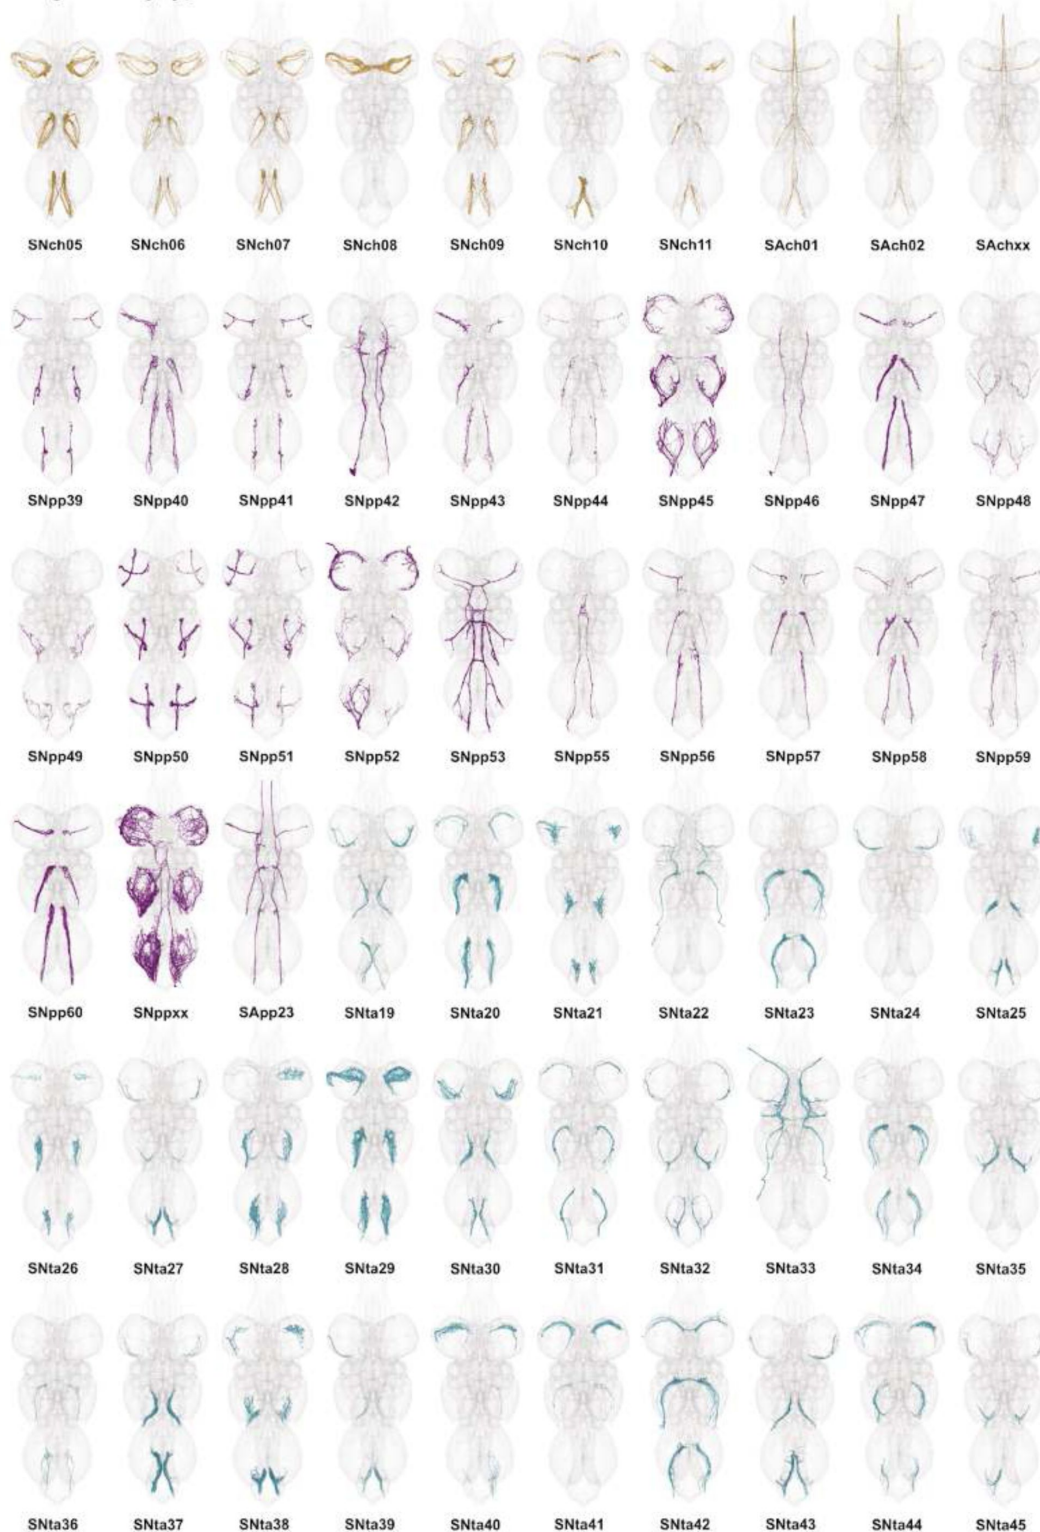 SNch05 SNch06 SNch07 SNch08 SNch09 SNch10 SNch11 SAch01 SAch02 SAchxx
SNpp39 SNpp40 SNpp41 SNpp42 SNpp43 SNpp44 SNpp45 SNpp46 SNpp47 SNpp48
SNpp49 SNpp50 SNpp51 SNpp52 SNpp53 SNpp55 SNpp56 SNpp57 SNpp58 SNpp59
SNpp60 SNppxx SApp23 SNta19 SNta20 SNta21 SNta22 SNta23 SNta24 SNta25
SNta26 SNta27 SNta28 SNta29 SNta30 SNta31 SNta32 SNta33 SNta34 SNta35
SNta36 SNta37 SNta38 SNta39 SNta40 SNta41 SNta42 SNta43 SNta44 SNta45